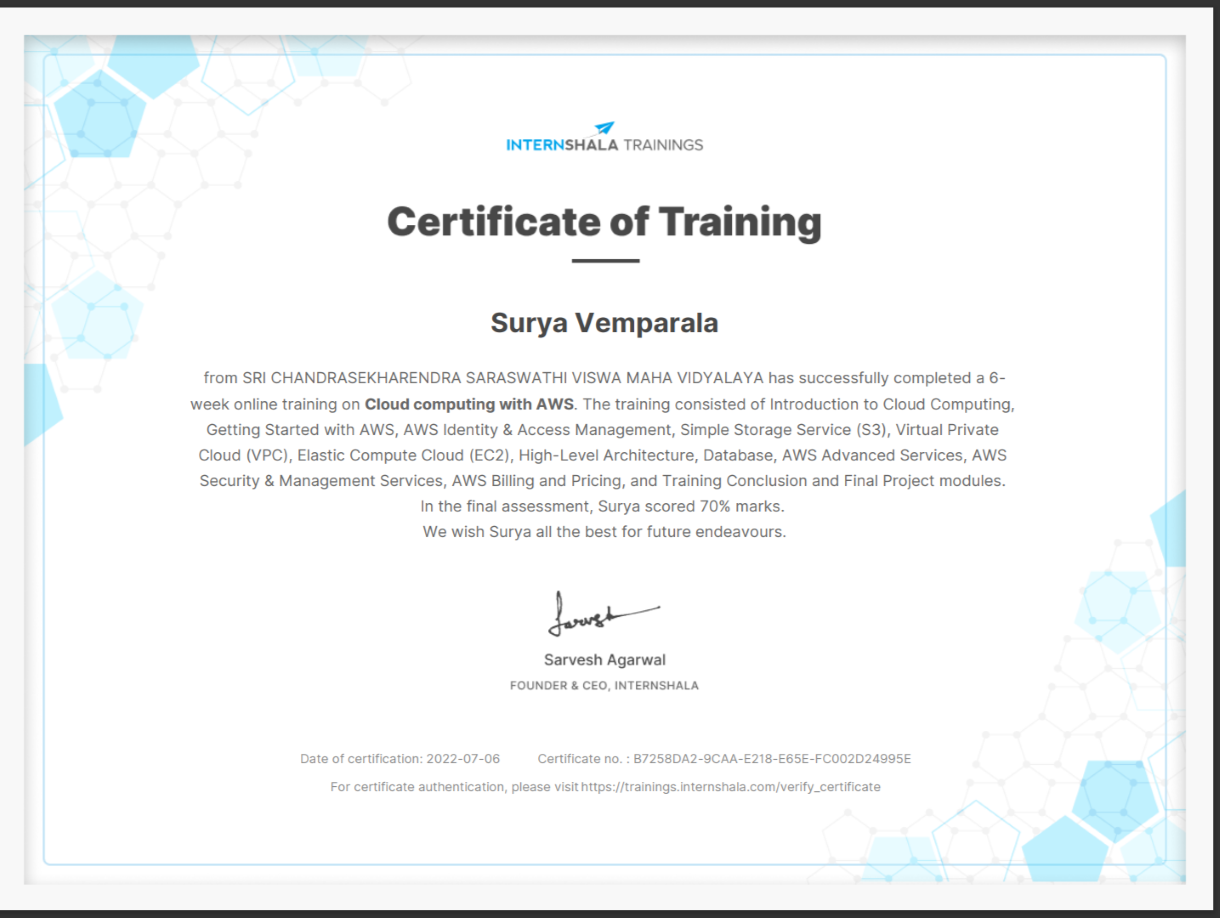 INTERNSHALA TRAININGS
Certificate of Training
Surya Vemparala
from SRI CHANDRASEKHARENDRA SARASWATHI VISWA MAHA VIDYALAYA has successfully completed a 6-
week online training on Cloud computing with AWS. The training consisted of Introduction to Cloud Computing,
Getting Started with AWS, AWS Identity & Access Management, Simple Storage Service (S3), Virtual Private
Cloud (VPC), Elastic Compute Cloud (EC2), High-Level Architecture, Database, AWS Advanced Services, AWS
Security & Management Services, AWS Billing and Pricing, and Training Conclusion and Final Project modules.
In the final assessment, Surya scored 70% marks.
We wish Surya all the best for future endeavours.
Sarvesh
Sarvesh Agarwal
FOUNDER & CEO, INTERNSHALA
Date of certification: 2022-07-06 Certificate no. : B7258DA2-9CAA-E218-E65E-FC002D24995E
For certificate authentication, please visit https://trainings.internshala.com/verify_certificate